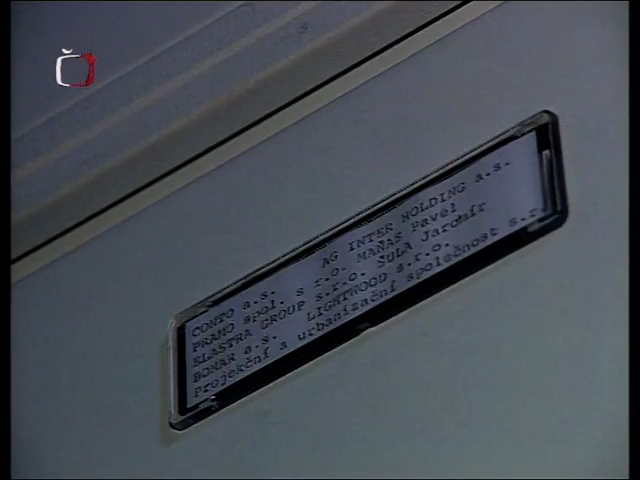 CONTO a.s. AG INTER HOLDING a.s.
PRAMO spol. s r.o. MAŇAS Pavel
SLASTRA GROUP s.r.o. ŠULA Jaromír
BOMAR a.s. LIGHTWOOD s.r.o.
Projekční a urbanizační společnost s.r.